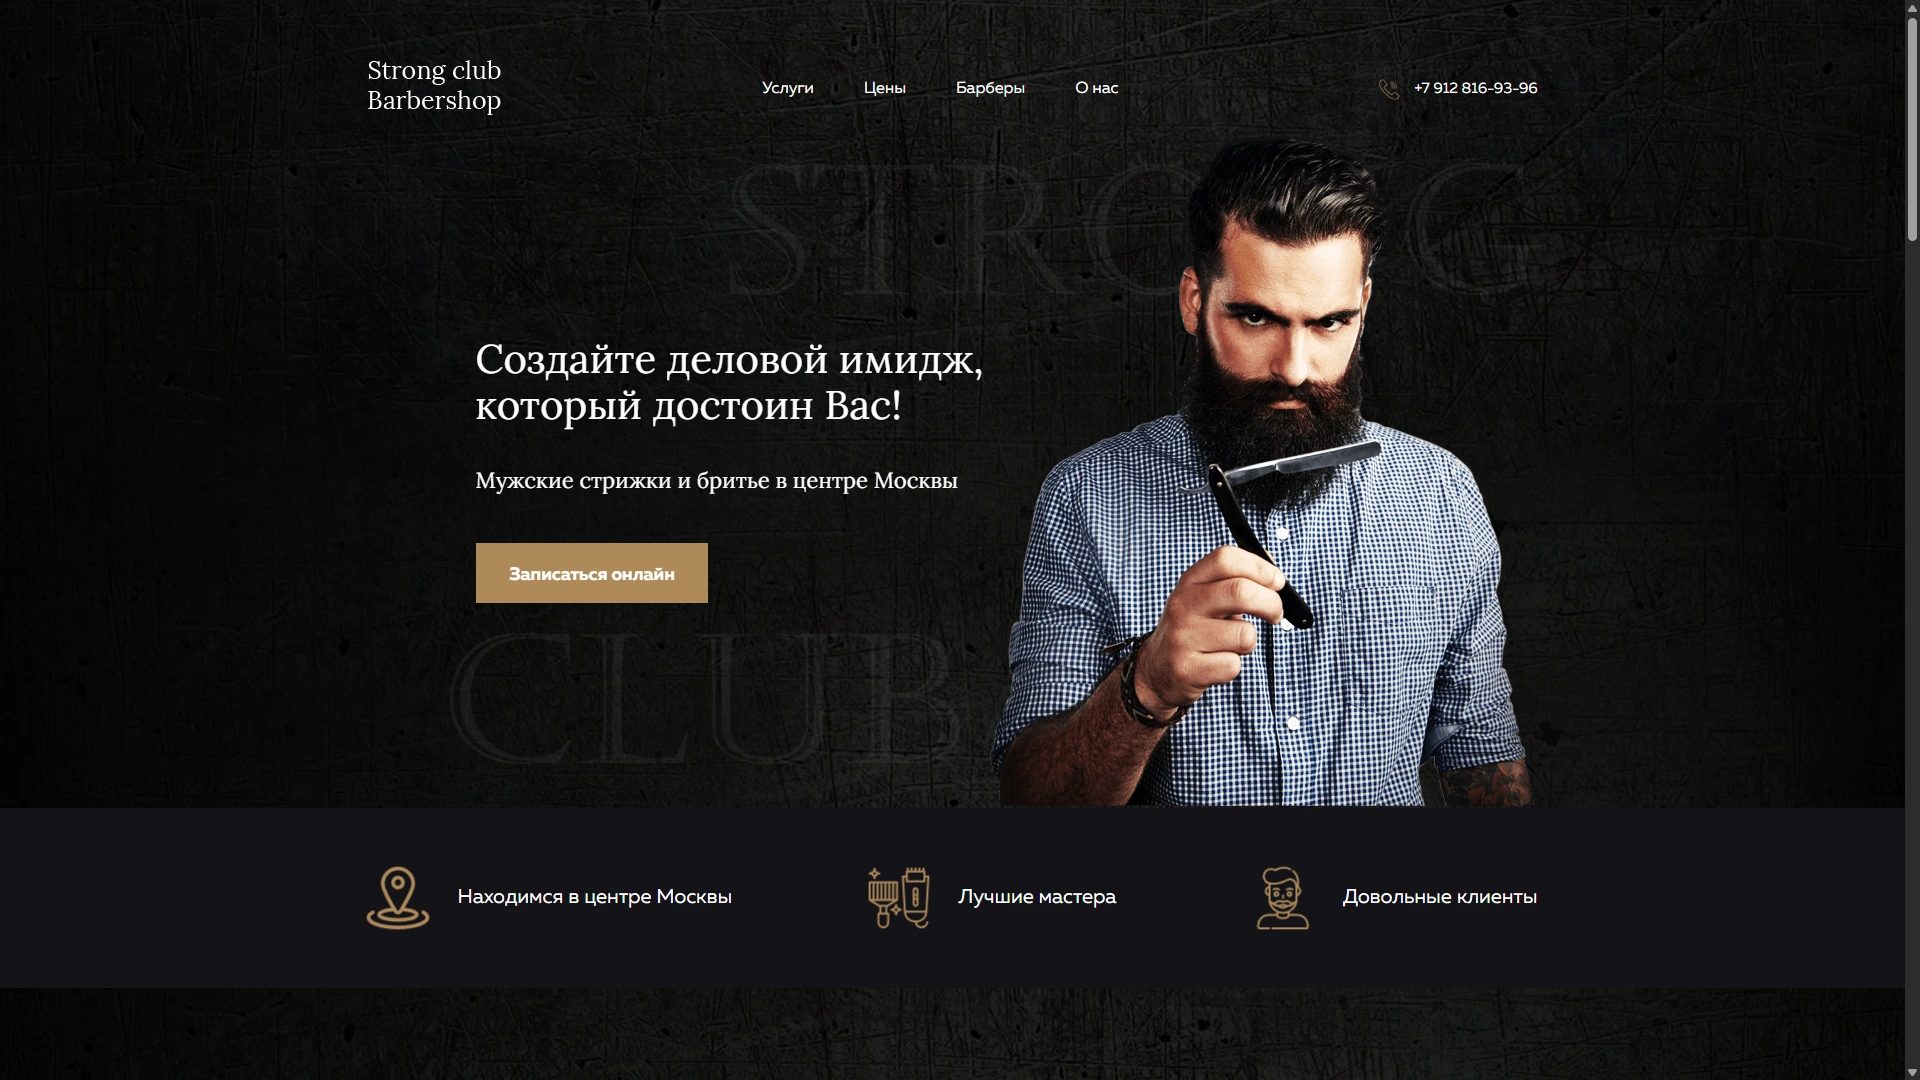 Strong club
Barbershop
Услуги
Цены
Барберы
О нас
+7 912 816-93-96
STRONG
Создайте деловой имидж,
который достоин Вас!
Мужские стрижки и бритье в центре Москвы
Записаться онлайн
CLUB
Находимся в центре Москвы
Лучшие мастера
Довольные клиенты